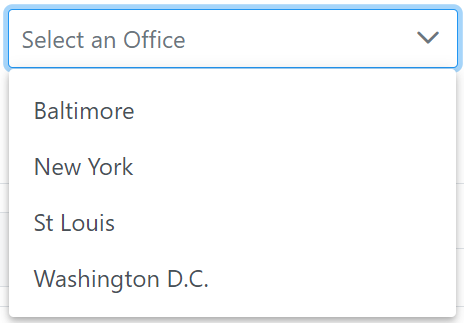 Select an Office
Baltimore
New York
St Louis
Washington D.C.